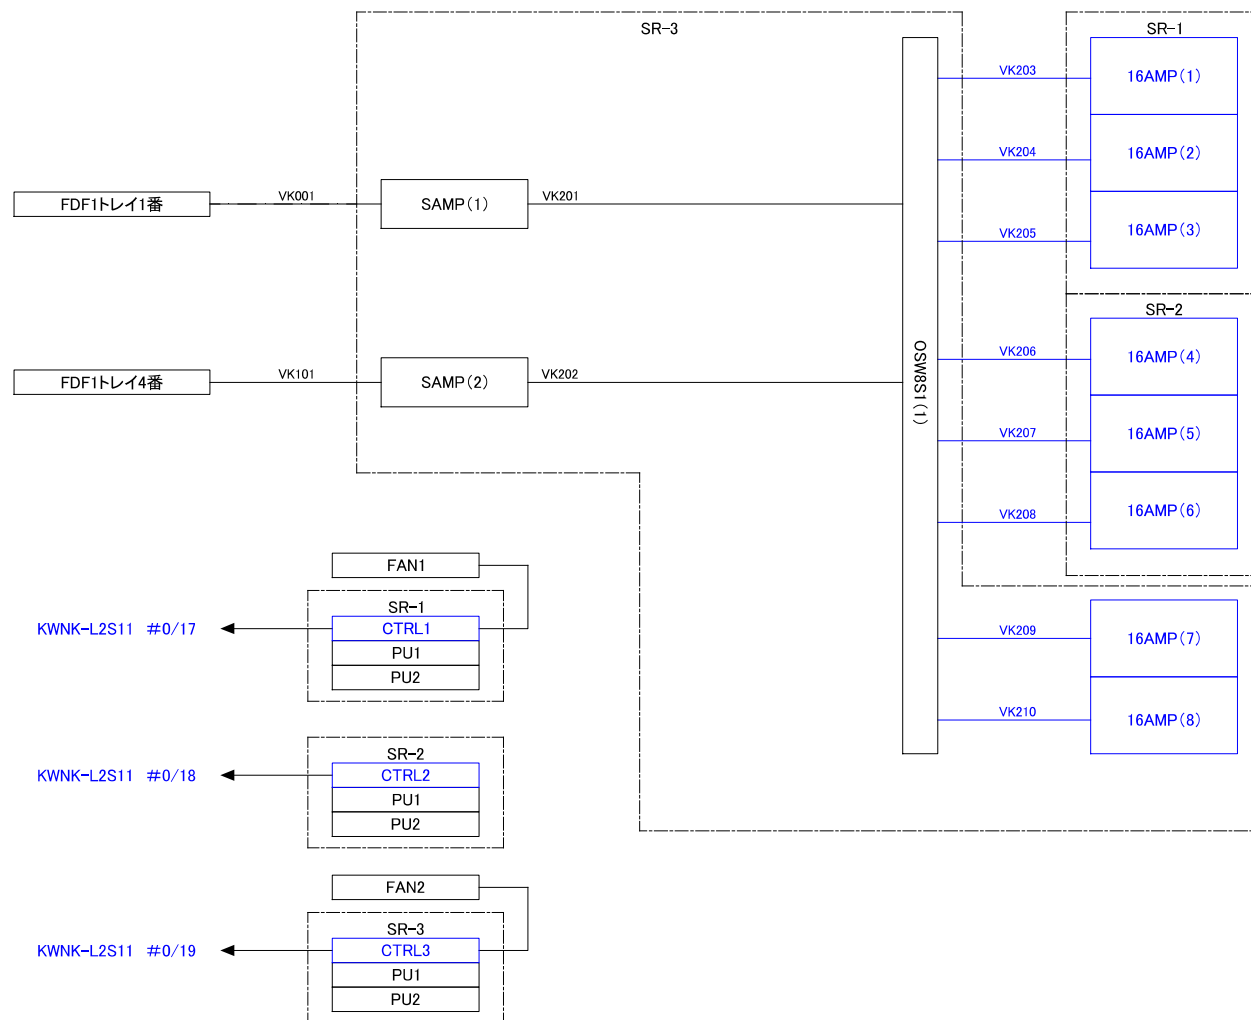 SR-3
SR-1
VK203
16AMP(1)
VK204
16AMP(2)
FDF1トレイ1番
VK001
SAMP(1)
VK201
VK205
16AMP(3)
SR-2
VK206
16AMP(4)
FDF1トレイ4番
VK101
SAMP(2)
VK202
OSW8S1(1)
VK207
16AMP(5)
VK208
16AMP(6)
FAN1
SR-1
KWNK-L2S11 #0/17
CTRL1
PU1
PU2
VK209
16AMP(7)
VK210
16AMP(8)
SR-2
KWNK-L2S11 #0/18
CTRL2
PU1
PU2
FAN2
SR-3
KWNK-L2S11 #0/19
CTRL3
PU1
PU2